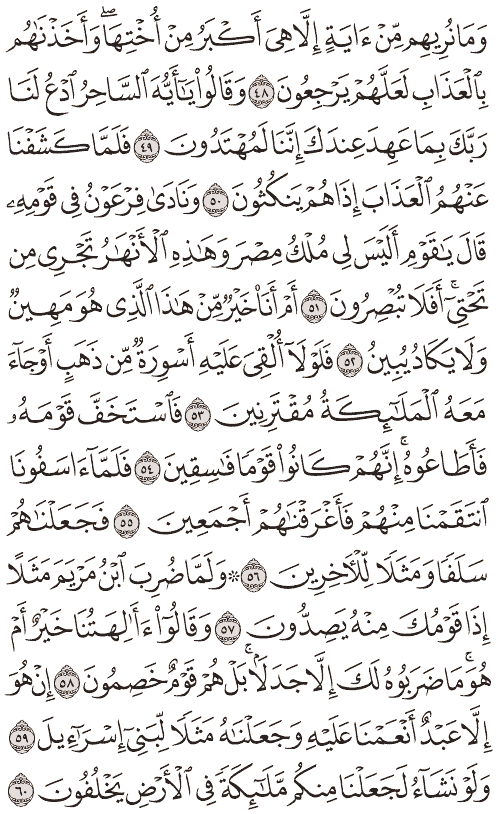 وَمَا نُرِيهِم مِّنْ ءَايَةٍ إِلَّا هِىَ أَكْبَرُ مِنْ أُخْتِهَا ۖ وَأَخَذْنَٰهُم
بِٱلْعَذَابِ لَعَلَّهُمْ يَرْجِعُونَ ٤٨ وَقَالُوا۟ يَٰٓأَيُّهَ ٱلسَّاحِرُ ٱدْعُ لَنَا
رَبَّكَ بِمَا عَهِدَ عِندَكَ إِنَّنَا لَمُهْتَدُونَ ٤٩ فَلَمَّا كَشَفْنَا
عَنْهُمُ ٱلْعَذَابَ إِذَا هُمْ يَنكُثُونَ ٥٠ وَنَادَىٰ فِرْعَوْنُ فِى قَوْمِهِۦ
قَالَ يَٰقَوْمِ أَلَيْسَ لِى مُلْكُ مِصْرَ وَهَٰذِهِ ٱلْأَنْهَٰرُ تَجْرِى مِن
تَحْتِىٓ ۖ أَفَلَا تُبْصِرُونَ ٥١ أَمْ أَنَا۠ خَيْرٌ مِّنْ هَٰذَا ٱلَّذِى هُوَ مَهِينٌ
وَلَا يَكَادُ يُبِينُ ٥٢ فَلَوْلَآ أُلْقِىَ عَلَيْهِ أَسْوِرَةٌ مِّن ذَهَبٍ أَوْ جَآءَ
مَعَهُ ٱلْمَلَٰٓئِكَةُ مُقْتَرِنِينَ ٥٣ فَٱسْتَخَفَّ قَوْمَهُۥ
فَأَطَاعُوهُ ۚ إِنَّهُمْ كَانُوا۟ قَوْمًا فَٰسِقِينَ ٥٤ فَلَمَّآ ءَاسَفُونَا
ٱنتَقَمْنَا مِنْهُمْ فَأَغْرَقْنَٰهُمْ أَجْمَعِينَ ٥٥ فَجَعَلْنَٰهُمْ
سَلَفًا وَمَثَلًا لِّلْءَاخِرِينَ ٥٦ ۞ وَلَمَّا ضُرِبَ ٱبْنُ مَرْيَمَ مَثَلًا
إِذَا قَوْمُكَ مِنْهُ يَصِدُّونَ ٥٧ وَقَالُوٓا۟ ءَأَٰلِهَتُنَا خَيْرٌ أَمْ
هُوَ ۚ مَا ضَرَبُوهُ لَكَ إِلَّا جَدَلًۢا ۚ بَلْ هُمْ قَوْمٌ خَصِمُونَ ٥٨ إِنْ هُوَ
إِلَّا عَبْدٌ أَنْعَمْنَا عَلَيْهِ وَجَعَلْنَٰهُ مَثَلًا لِّبَنِىٓ إِسْرَٰٓءِيلَ ٥٩
وَلَوْ نَشَآءُ لَجَعَلْنَا مِنكُم مَّلَٰٓئِكَةً فِى ٱلْأَرْضِ يَخْلُفُونَ ٦٠